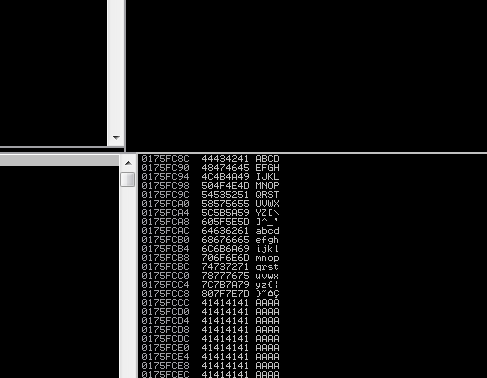 0175FC8C 44434241 ABCD
0175FC90 48474645 EFGH
0175FC94 4C4B4A49 IJKL
0175FC98 504F4E4D MNOP
0175FC9C 54535251 QRST
0175FCA0 58575655 UVWX
0175FCA4 5C5B5A59 YZ[\
0175FCA8 605F5E5D ]^_`
0175FCAC 64636261 abcd
0175FCB0 68676665 efgh
0175FCB4 6C6B6A69 ijkl
0175FCB8 706F6E6D mnop
0175FCBC 74737271 qrst
0175FCC0 78777675 uvwx
0175FCC4 7C7B7A79 yz{¦
0175FCC8 807F7E7D }~⌂Ç
0175FCCC 41414141 AAAA
0175FCD0 41414141 AAAA
0175FCD4 41414141 AAAA
0175FCD8 41414141 AAAA
0175FCDC 41414141 AAAA
0175FCE0 41414141 AAAA
0175FCE4 41414141 AAAA
0175FCE8 41414141 AAAA
0175FCEC 41414141 AAAA